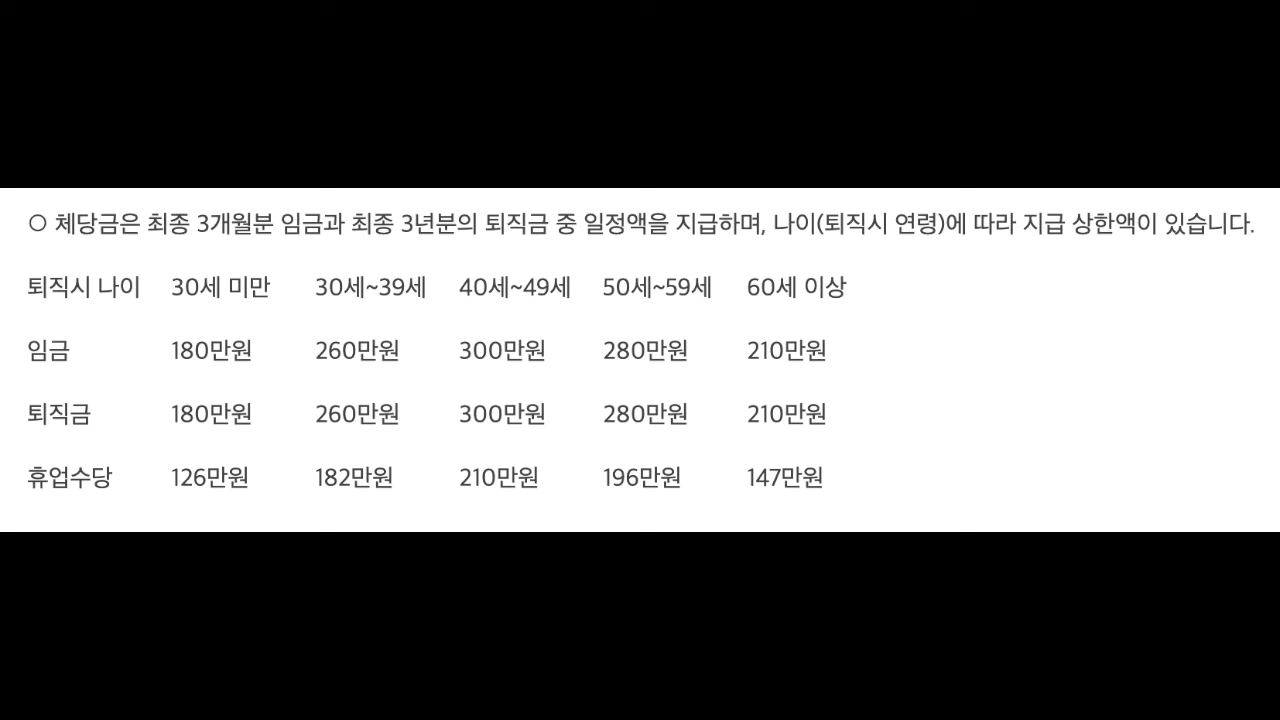 ○ 체당금은 최종 3개월분 임금과 최종 3년분의 퇴직금 중 일정액을 지급하며, 나이(퇴직시 연령)에 따라 지급 상한액이 있습니다.
퇴직시 나이 30세 미만 30세~39세 40세~49세 50세~59세 60세 이상
임금 180만원 260만원 300만원 280만원 210만원
퇴직금 180만원 260만원 300만원 280만원 210만원
휴업수당 126만원 182만원 210만원 196만원 147만원